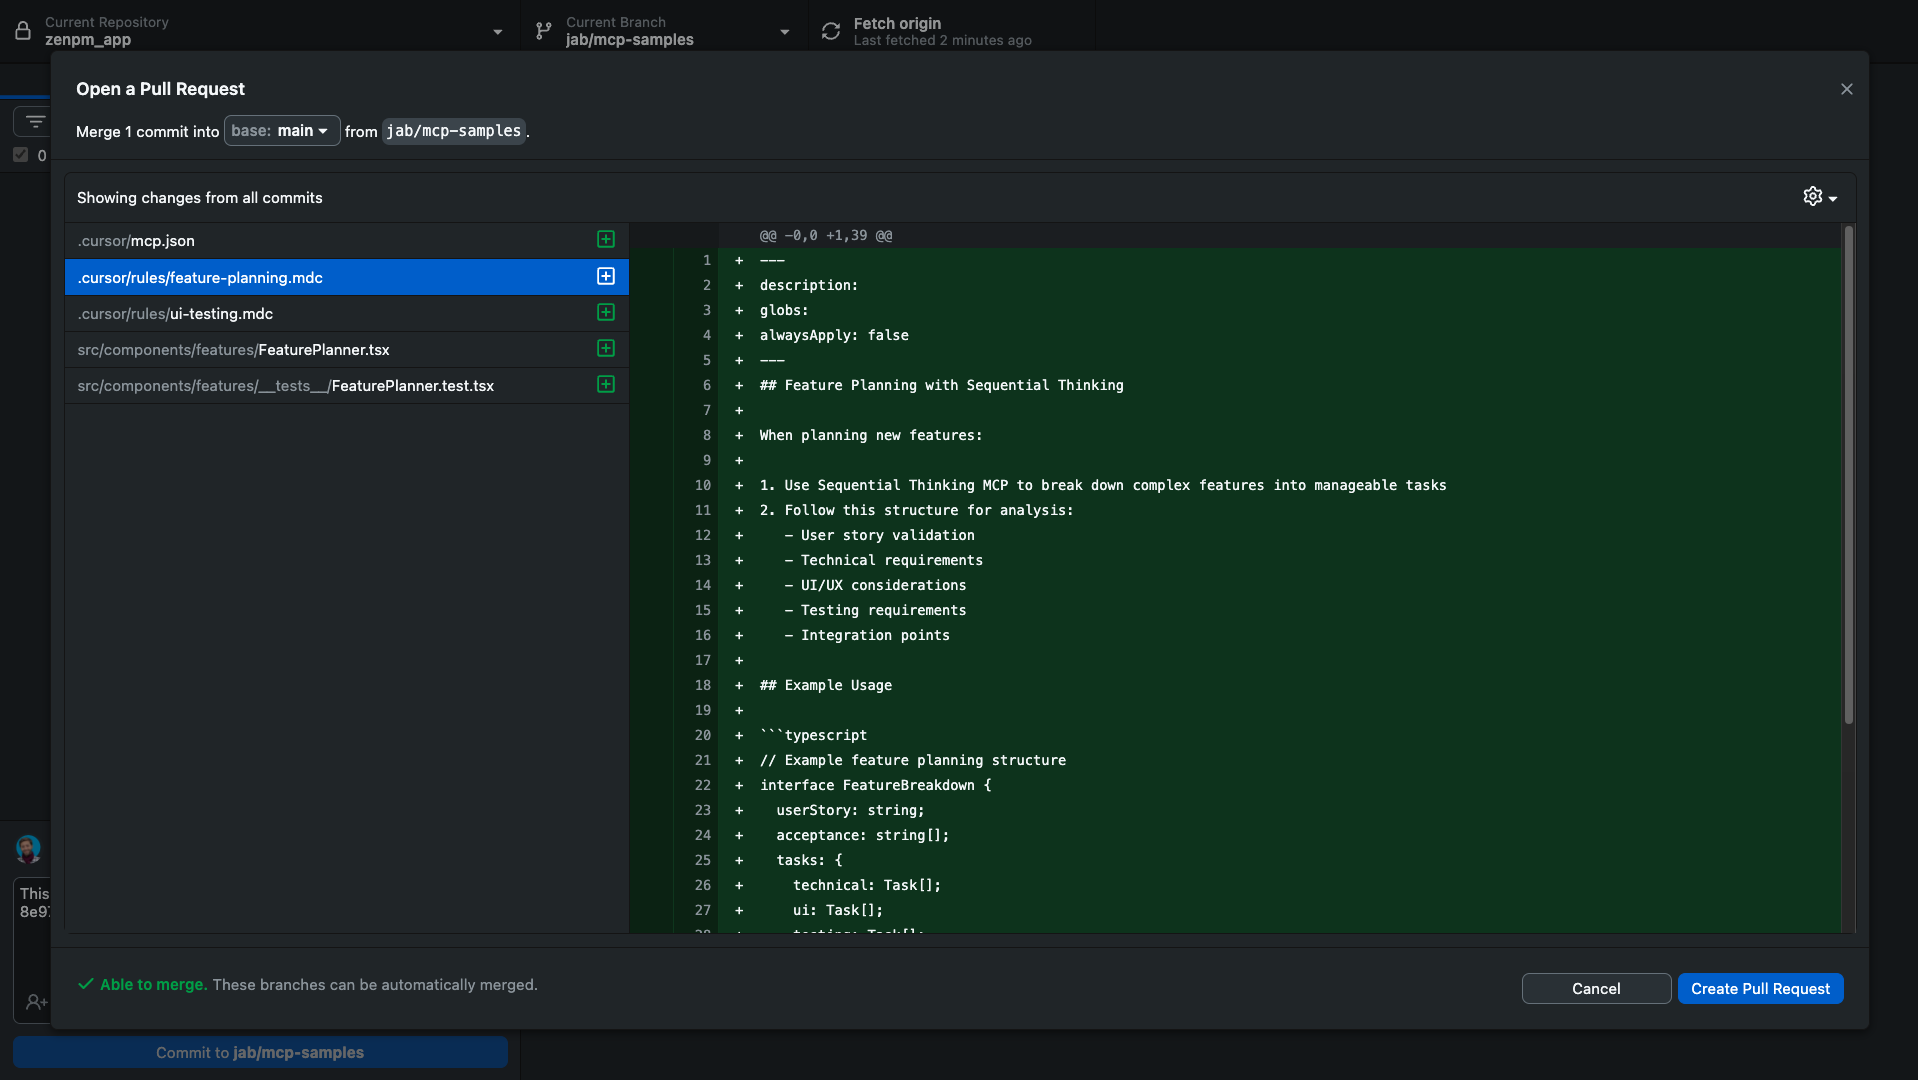 Current Repository
zenpm_app
Current Branch
jab/mcp-samples
Fetch origin
Last fetched 2 minutes ago
Open a Pull Request
Merge 1 commit into base: main from jab/mcp-samples.
0
Showing changes from all commits
.cursor/mcp.json
.cursor/rules/feature-planning.mdc
.cursor/rules/ui-testing.mdc
src/components/features/FeaturePlanner.tsx
src/components/features/__tests__/FeaturePlanner.test.tsx
@@ -0,0 +1,39 @@
1 + ---
2 + description:
3 + globs:
4 + alwaysApply: false
5 + ---
6 + ## Feature Planning with Sequential Thinking
7 +
8 + When planning new features:
9 +
10 + 1. Use Sequential Thinking MCP to break down complex features into manageable tasks
11 + 2. Follow this structure for analysis:
12 + - User story validation
13 + - Technical requirements
14 + - UI/UX considerations
15 + - Testing requirements
16 + - Integration points
17 +
18 + ## Example Usage
19 +
20 + ```typescript
21 + // Example feature planning structure
22 + interface FeatureBreakdown {
23 + userStory: string;
24 + acceptance: string[];
25 + tasks: {
26 + technical: Task[];
27 + ui: Task[];
28 + testing: Task[];
This
8e97
Able to merge. These branches can be automatically merged.
Cancel
Create Pull Request
Commit to jab/mcp-samples